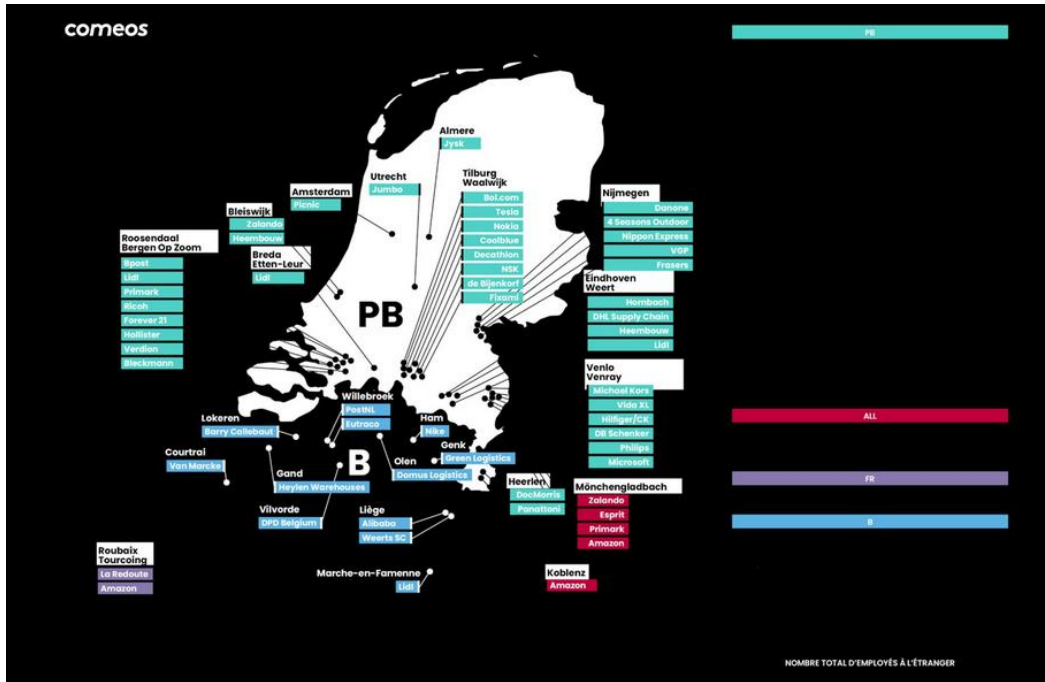 comeos
PB
Almere
Jysk
Utrecht
Jumbo
Tilburg
Waalwijk
Bol.com
Tesla
Nokia
Coolblue
Decathlon
NSK
de Bijenkorf
Fixami
Amsterdam
Picnic
Bleiswijk
Zalando
Heembouw
Breda
Etten-Leur
Lidl
Roosendaal
Bergen Op Zoom
Bpost
Lidl
Primark
Ricoh
Forever 21
Hollister
Verdion
Bleckmann
Nijmegen
Danone
4 Seasons Outdoor
Nippon Express
VGP
Frasers
Eindhoven
Weert
Hornbach
DHL Supply Chain
Heembouw
Lidl
PB
Venlo
Venray
Michael Kors
Vida XL
Hilfiger/CK
DB Schenker
Philips
Microsoft
Willebroek
PostNL
Eutraco
Lokeren
Barry Callebaut
Ham
Nike
ALL
Courtrai
Van Marcke
Genk
Green Logistics
B
Olen
Domus Logistics
Gand
Heylen Warehouses
Heerlen
DocMorris
Panattoni
Mönchengladbach
Zalando
Esprit
Primark
Amazon
FR
Vilvorde
DPD Belgium
Liège
Alibaba
Weerts SC
B
Roubaix
Tourcoing
La Redoute
Amazon
Marche-en-Famenne
Lidl
Koblenz
Amazon
NOMBRE TOTAL D'EMPLOYÉS À L'ÉTRANGER